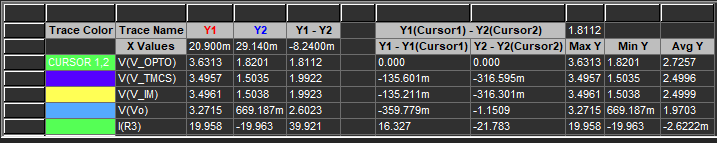 Y1(Cursor1) - Y2(Cursor2) 1.8112
Trace Color Trace Name Y1 Y2 Y1 - Y2
X Values 20.900m 29.140m -8.2400m Y1 - Y1(Cursor1) Y2 - Y2(Cursor2) Max Y Min Y Avg Y
CURSOR 1,2 V(V_OPTO) 3.6313 1.8201 1.8112 0.000 0.000 3.6313 1.8201 2.7257
V(V_TMCS) 3.4957 1.5035 1.9922 -135.601m -316.595m 3.4957 1.5035 2.4999
V(V_IM) 3.4961 1.5038 1.9922 -135.211m -316.301m 3.4961 1.5038 2.4996
V(Vo) 3.2715 669.187m 2.6023 -359.779m -1.1509 3.2715 669.187m 1.9703
I(R3) 19.958 -19.963 39.921 16.327 -21.783 19.958 -19.963 -2.6222m